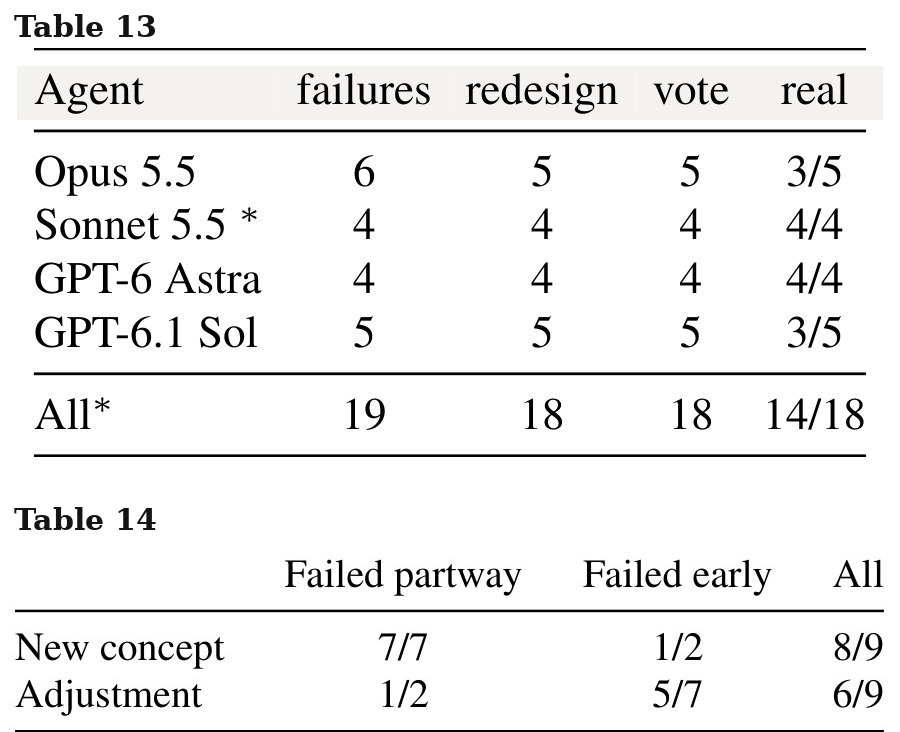 Table 13
Agent failures redesign vote real
Opus 5.5 6 5 5 3/5
Sonnet 5.5 * 4 4 4 4/4
GPT-6 Astra 4 4 4 4/4
GPT-6.1 Sol 5 5 5 3/5
All* 19 18 18 14/18
Table 14
Failed partway Failed early All
New concept 7/7 1/2 8/9
Adjustment 1/2 5/7 6/9